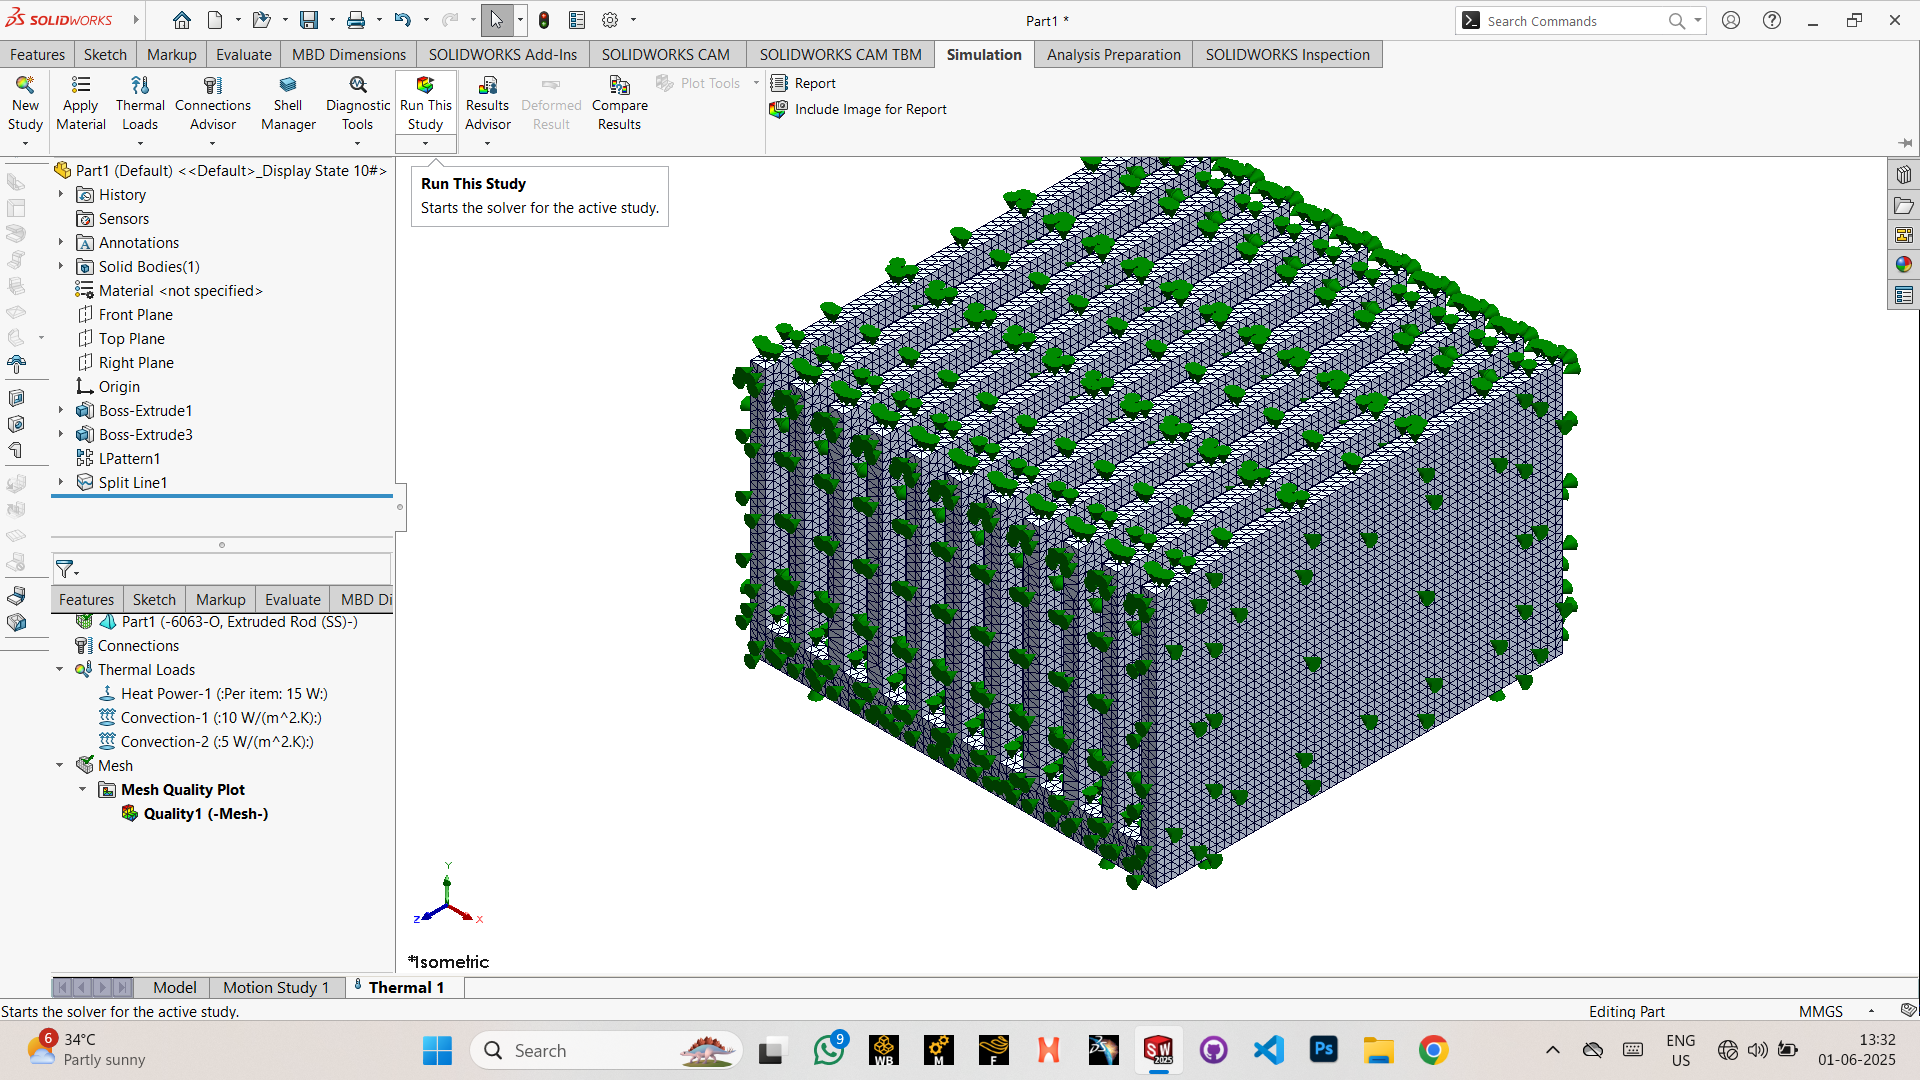 SOLIDWORKS
Part1 *
Search Commands
Features
Sketch
Markup
Evaluate
MBD Dimensions
SOLIDWORKS Add-Ins
SOLIDWORKS CAM
SOLIDWORKS CAM TBM
Simulation
Analysis Preparation
SOLIDWORKS Inspection
New
Study
Apply
Material
Thermal
Loads
Connections
Advisor
Shell
Manager
Diagnostic
Tools
Run This
Study
Results
Advisor
Deformed
Result
Compare
Results
Plot Tools
Report
Include Image for Report
Run This Study
Starts the solver for the active study.
Part1 (Default) <<Default>_Display State 10#>
History
Sensors
Annotations
Solid Bodies(1)
Material <not specified>
Front Plane
Top Plane
Right Plane
Origin
Boss-Extrude1
Boss-Extrude3
LPattern1
Split Line1
Features
Sketch
Markup
Evaluate
MBD Di
Part1 (-6063-O, Extruded Rod (SS)-)
Connections
Thermal Loads
Heat Power-1 (:Per item: 15 W:)
Convection-1 (:10 W/(m^2.K):)
Convection-2 (:5 W/(m^2.K):)
Mesh
Mesh Quality Plot
Quality1 (-Mesh-)
Y
Z
X
*Isometric
Model
Motion Study 1
Thermal 1
Starts the solver for the active study.
Editing Part
MMGS
6
34°C
Partly sunny
Search
9
WB
M
F
SW
2025
Ps
ENG
US
13:32
01-06-2025